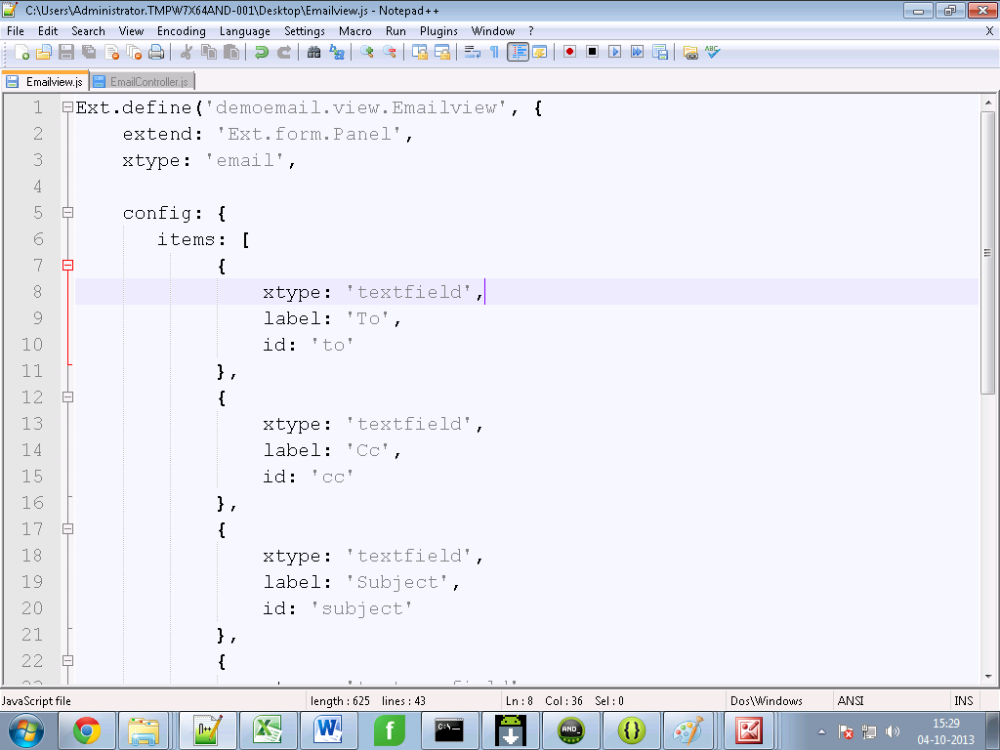 C:\Users\Administrator.TMPW7X64AND-001\Desktop\Emailview.js - Notepad++
File Edit Search View Encoding Language Settings Macro Run Plugins Window ? X
Emailview.js EmailController.js
1 Ext.define('demoemail.view.Emailview', {
2 extend: 'Ext.form.Panel',
3 xtype: 'email',
4
5 config: {
6 items: [
7 {
8 xtype: 'textfield',
9 label: 'To',
10 id: 'to'
11 },
12 {
13 xtype: 'textfield',
14 label: 'Cc',
15 id: 'cc'
16 },
17 {
18 xtype: 'textfield',
19 label: 'Subject',
20 id: 'subject'
21 },
22 {
JavaScript file length : 625 lines : 43 Ln : 8 Col : 36 Sel : 0 Dos\Windows ANSI INS
15:29
04-10-2013